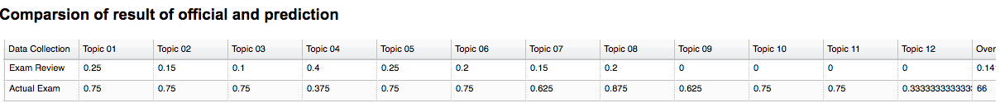 Comparsion of result of official and prediction
Data Collection Topic 01 Topic 02 Topic 03 Topic 04 Topic 05 Topic 06 Topic 07 Topic 08 Topic 09 Topic 10 Topic 11 Topic 12 Over
Exam Review 0.25 0.15 0.1 0.4 0.25 0.2 0.15 0.2 0 0 0 0 0.14
Actual Exam 0.75 0.75 0.75 0.375 0.75 0.75 0.625 0.875 0.625 0.75 0.75 0.3333333333333 66